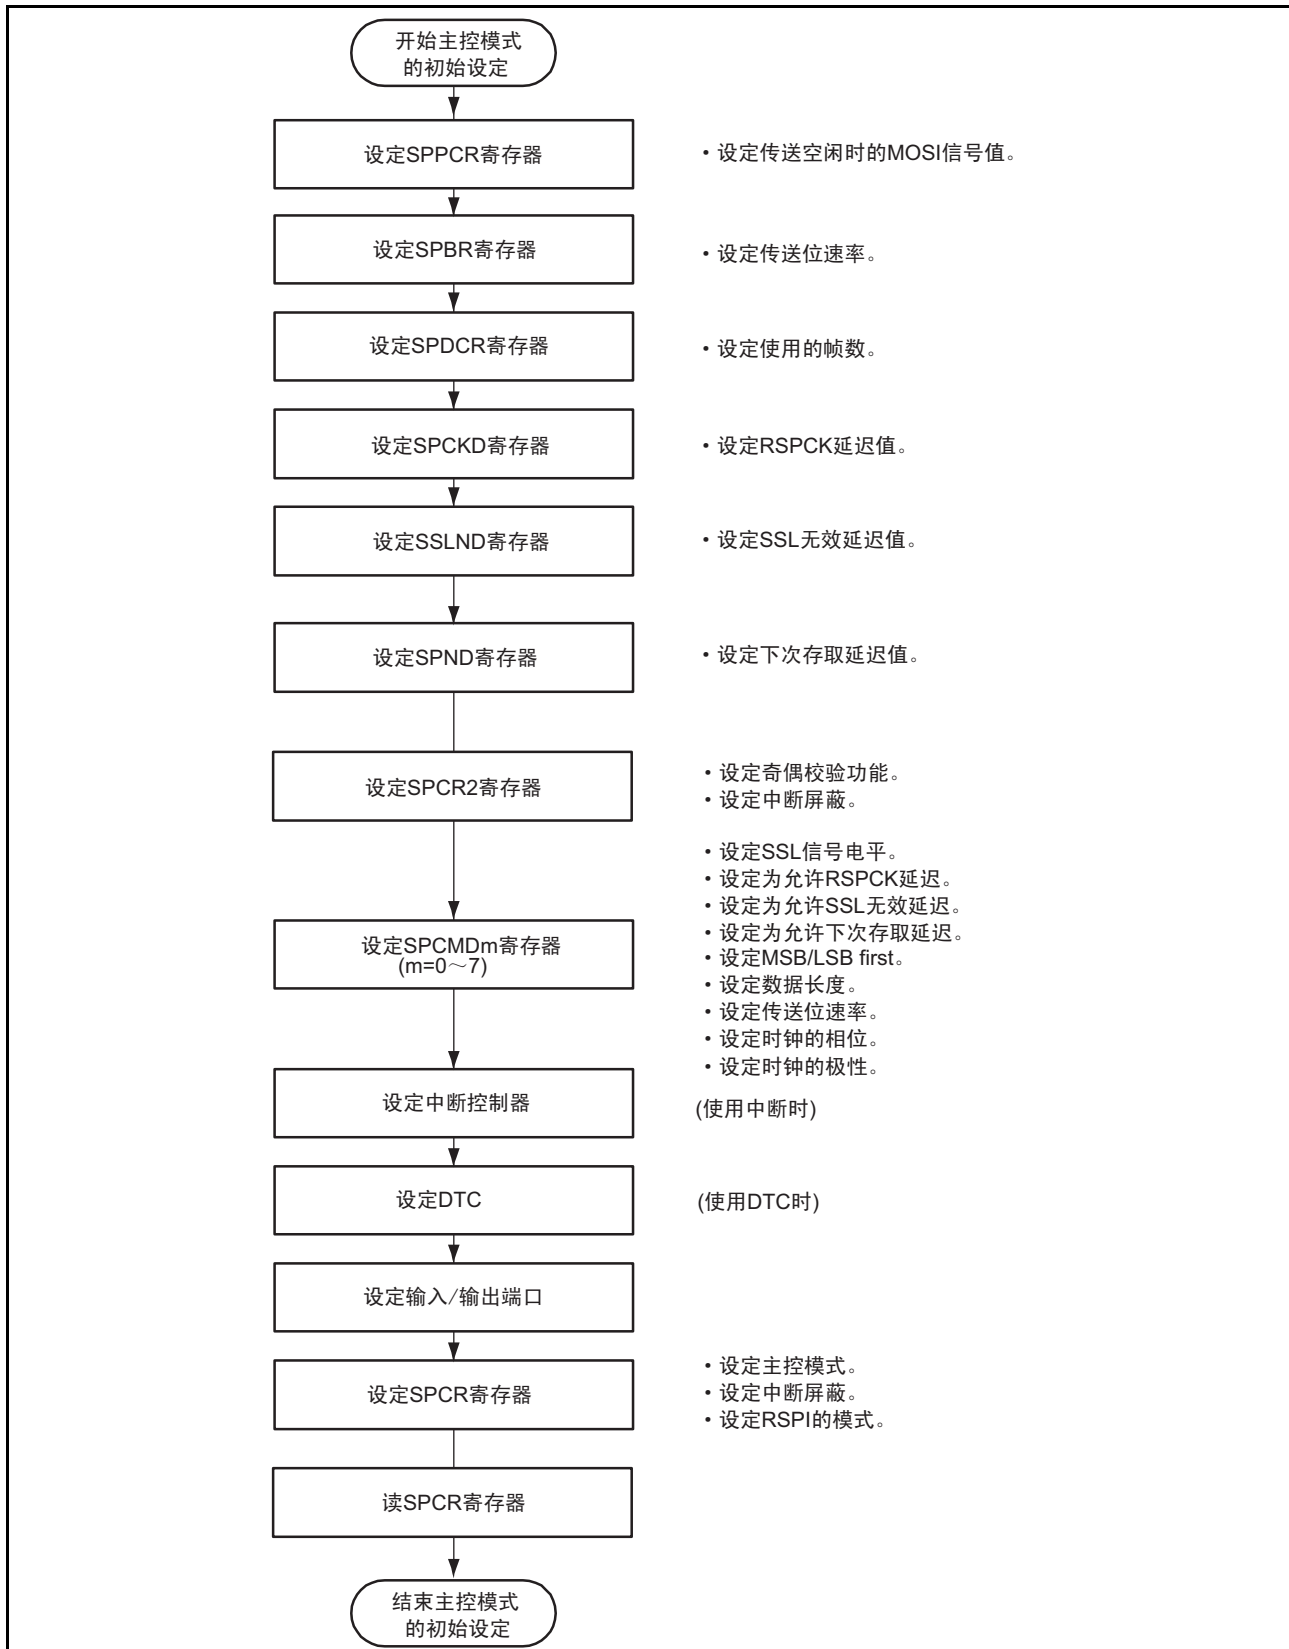 开始主控模式
的初始设定
设定SPPCR寄存器
・设定传送空闲时的MOSI信号值。
设定SPBR寄存器
・设定传送位速率。
设定SPDCR寄存器
・设定使用的帧数。
设定SPCKD寄存器
・设定RSPCK延迟值。
设定SSLND寄存器
・设定SSL无效延迟值。
设定SPND寄存器
・设定下次存取延迟值。
设定SPCR2寄存器
・设定奇偶校验功能。
・设定中断屏蔽。
设定SPCMDm寄存器
(m=0～7)
・设定SSL信号电平。
・设定为允许RSPCK延迟。
・设定为允许SSL无效延迟。
・设定为允许下次存取延迟。
・设定MSB/LSB first。
・设定数据长度。
・设定传送位速率。
・设定时钟的相位。
・设定时钟的极性。
设定中断控制器
(使用中断时)
设定DTC
(使用DTC时)
设定输入/输出端口
设定SPCR寄存器
・设定主控模式。
・设定中断屏蔽。
・设定RSPI的模式。
读SPCR寄存器
结束主控模式
的初始设定